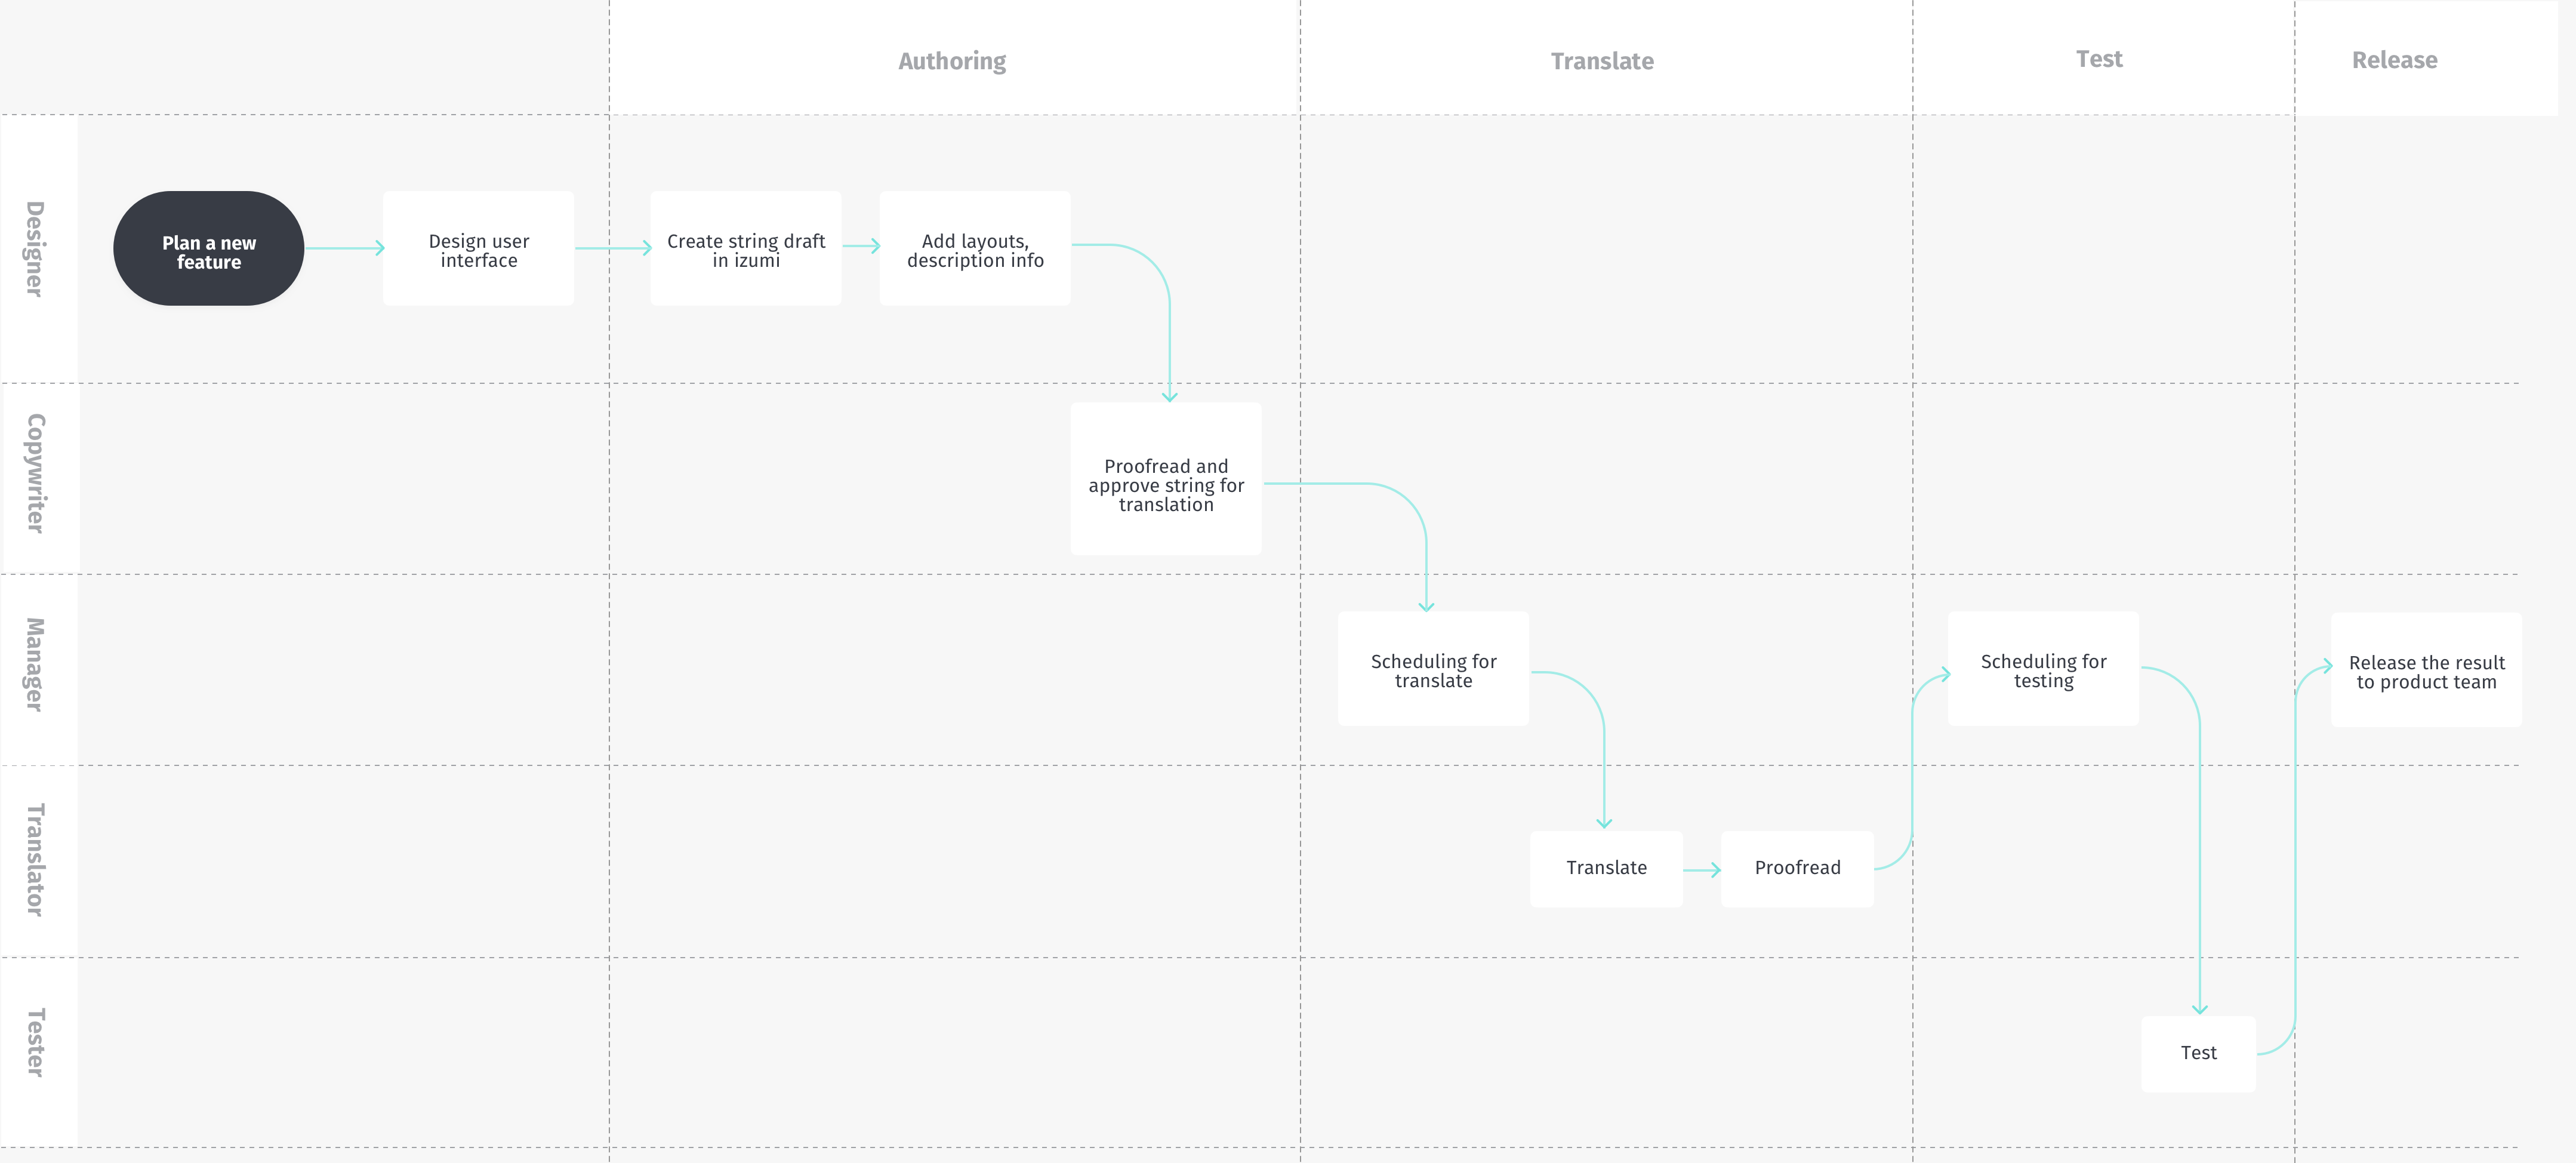 Authoring
Translate
Test
Release
Designer
Plan a new
feature
Design user
interface
Create string draft
in izumi
Add layouts,
description info
Copywriter
Proofread and
approve string for
translation
Manager
Scheduling for
translate
Scheduling for
testing
Release the result
to product team
Translator
Translate
Proofread
Tester
Test